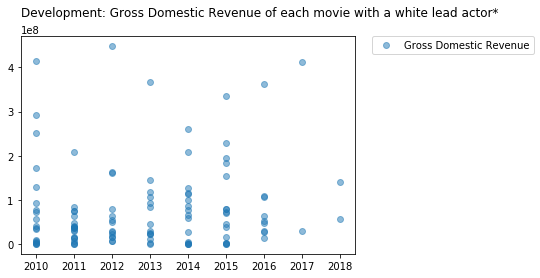 Development: Gross Domestic Revenue of each movie with a white lead actor*
1e8
Gross Domestic Revenue
4
3
2
1
0
2010 2011 2012 2013 2014 2015 2016 2017 2018